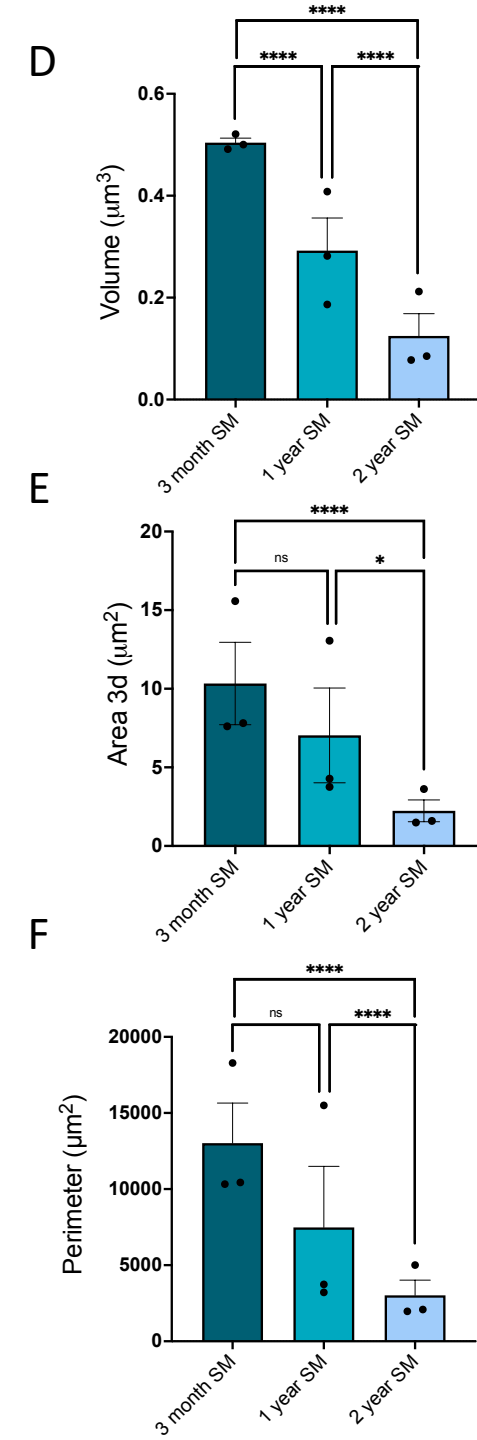 D
****
**** ****
Volume (μm³)
0.6
0.4
0.2
0.0
3 month SM
1 year SM
2 year SM
E
****
ns *
Area 3d (μm²)
20
15
10
5
0
3 month SM
1 year SM
2 year SM
F
****
ns ****
Perimeter (μm²)
20000
15000
10000
5000
0
3 month SM
1 year SM
2 year SM